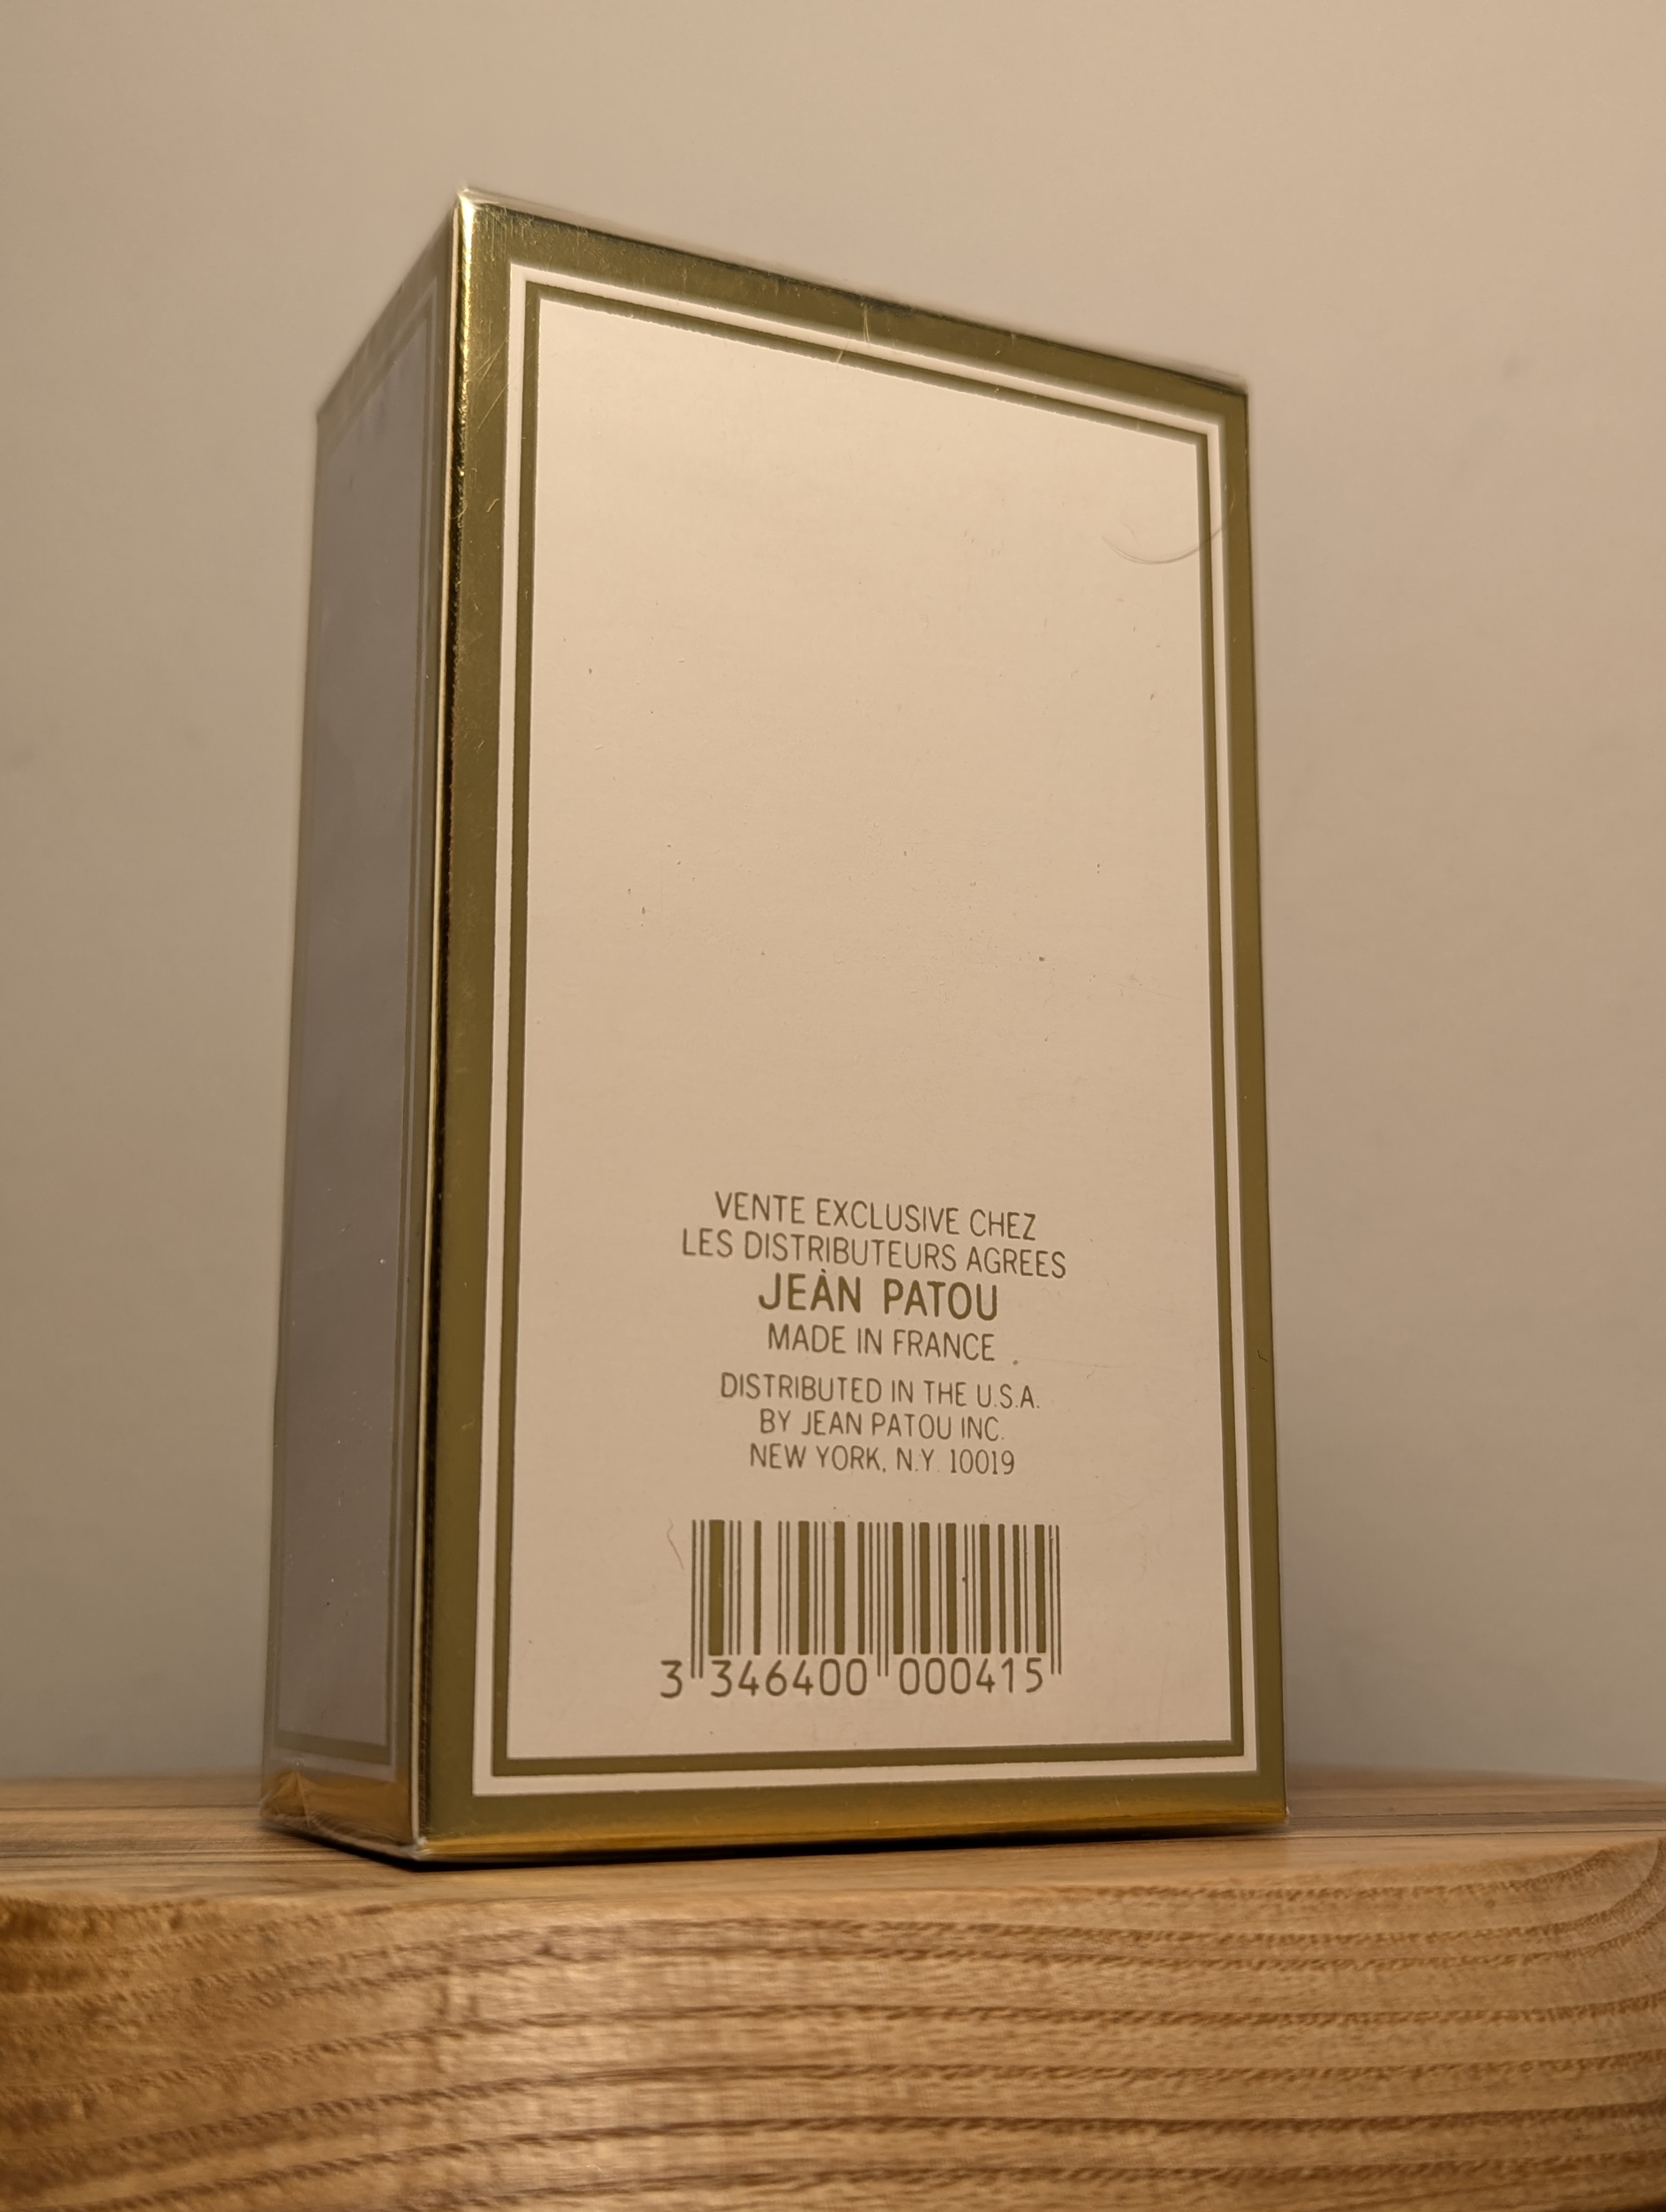 VENTE EXCLUSIVE CHEZ
LES DISTRIBUTEURS AGREES
JEÀN PATOU
MADE IN FRANCE
DISTRIBUTED IN THE U.S.A.
BY JEAN PATOU INC.
NEW YORK, N.Y. 10019
3 346400 000415